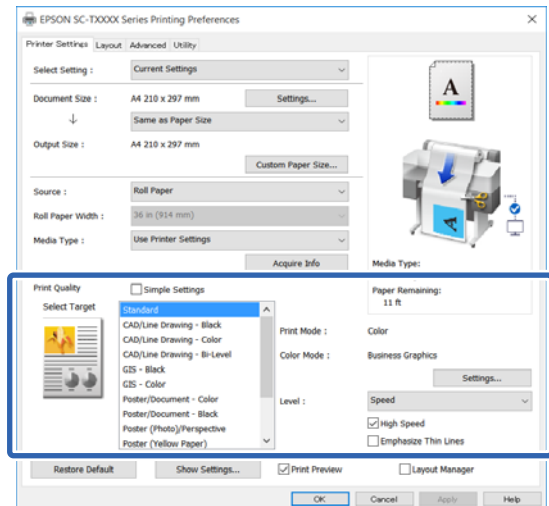 EPSON SC-TXXXX Series Printing Preferences
Printer Settings Layout Advanced Utility
Select Setting : Current Settings
Document Size : A4 210 x 297 mm Settings...
Same as Paper Size
Output Size : A4 210 x 297 mm
Custom Paper Size...
Source : Roll Paper
Roll Paper Width : 36 in (914 mm)
Media Type : Use Printer Settings
Acquire Info
A
Media Type:
Paper Remaining:
11 ft
Print Quality Simple Settings
Select Target
Standard
CAD/Line Drawing - Black
CAD/Line Drawing - Color
CAD/Line Drawing - Bi-Level
GIS - Black
GIS - Color
Poster/Document - Color
Poster/Document - Black
Poster (Photo)/Perspective
Poster (Yellow Paper)
Print Mode : Color
Color Mode : Business Graphics
Settings...
Level : Speed
High Speed
Emphasize Thin Lines
Restore Default Show Settings... Print Preview Layout Manager
OK Cancel Apply Help